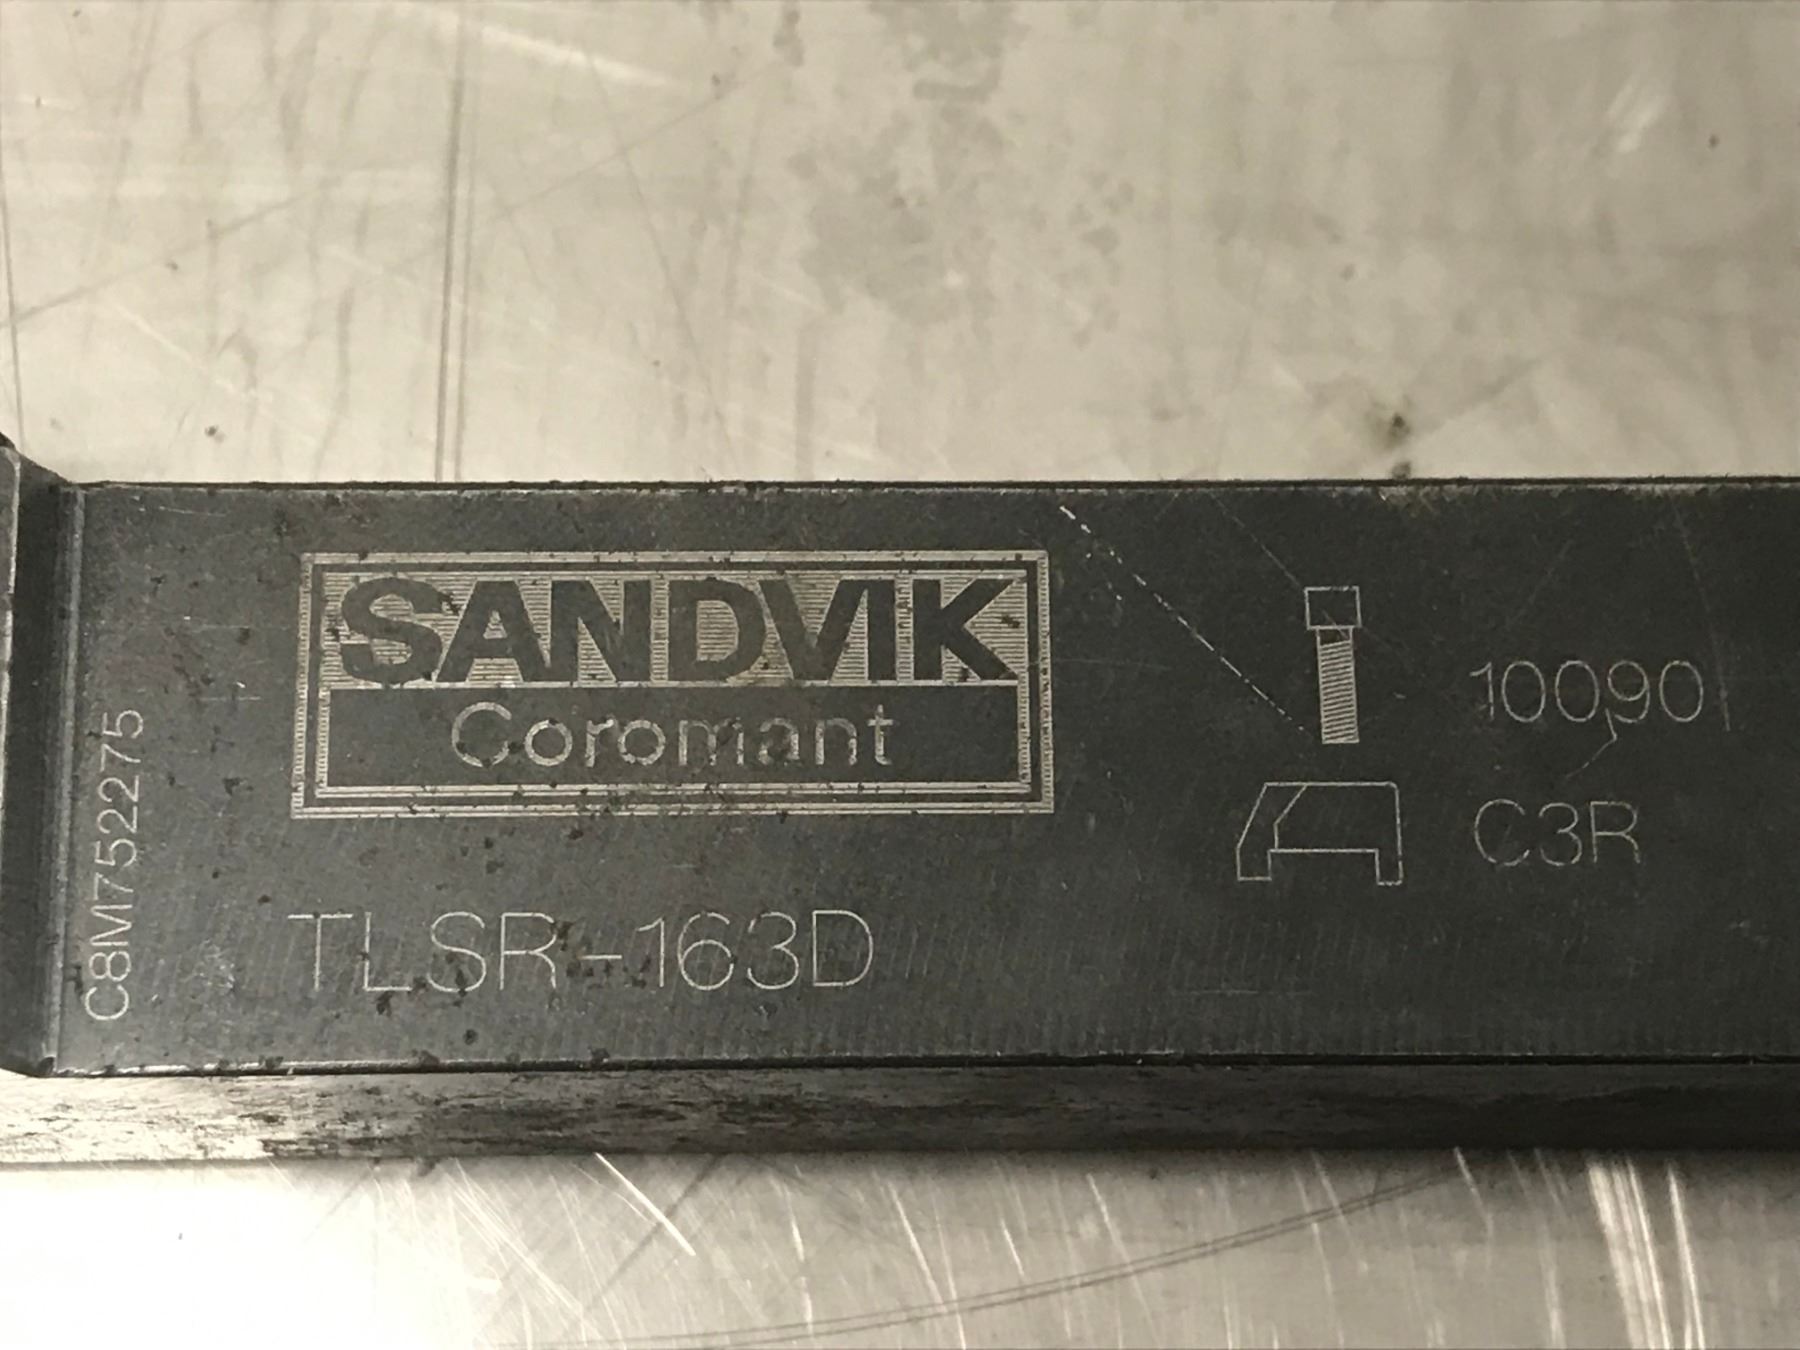 SANDVIK
Coromant
TLSR-163D
C8M752275
10090
C3R